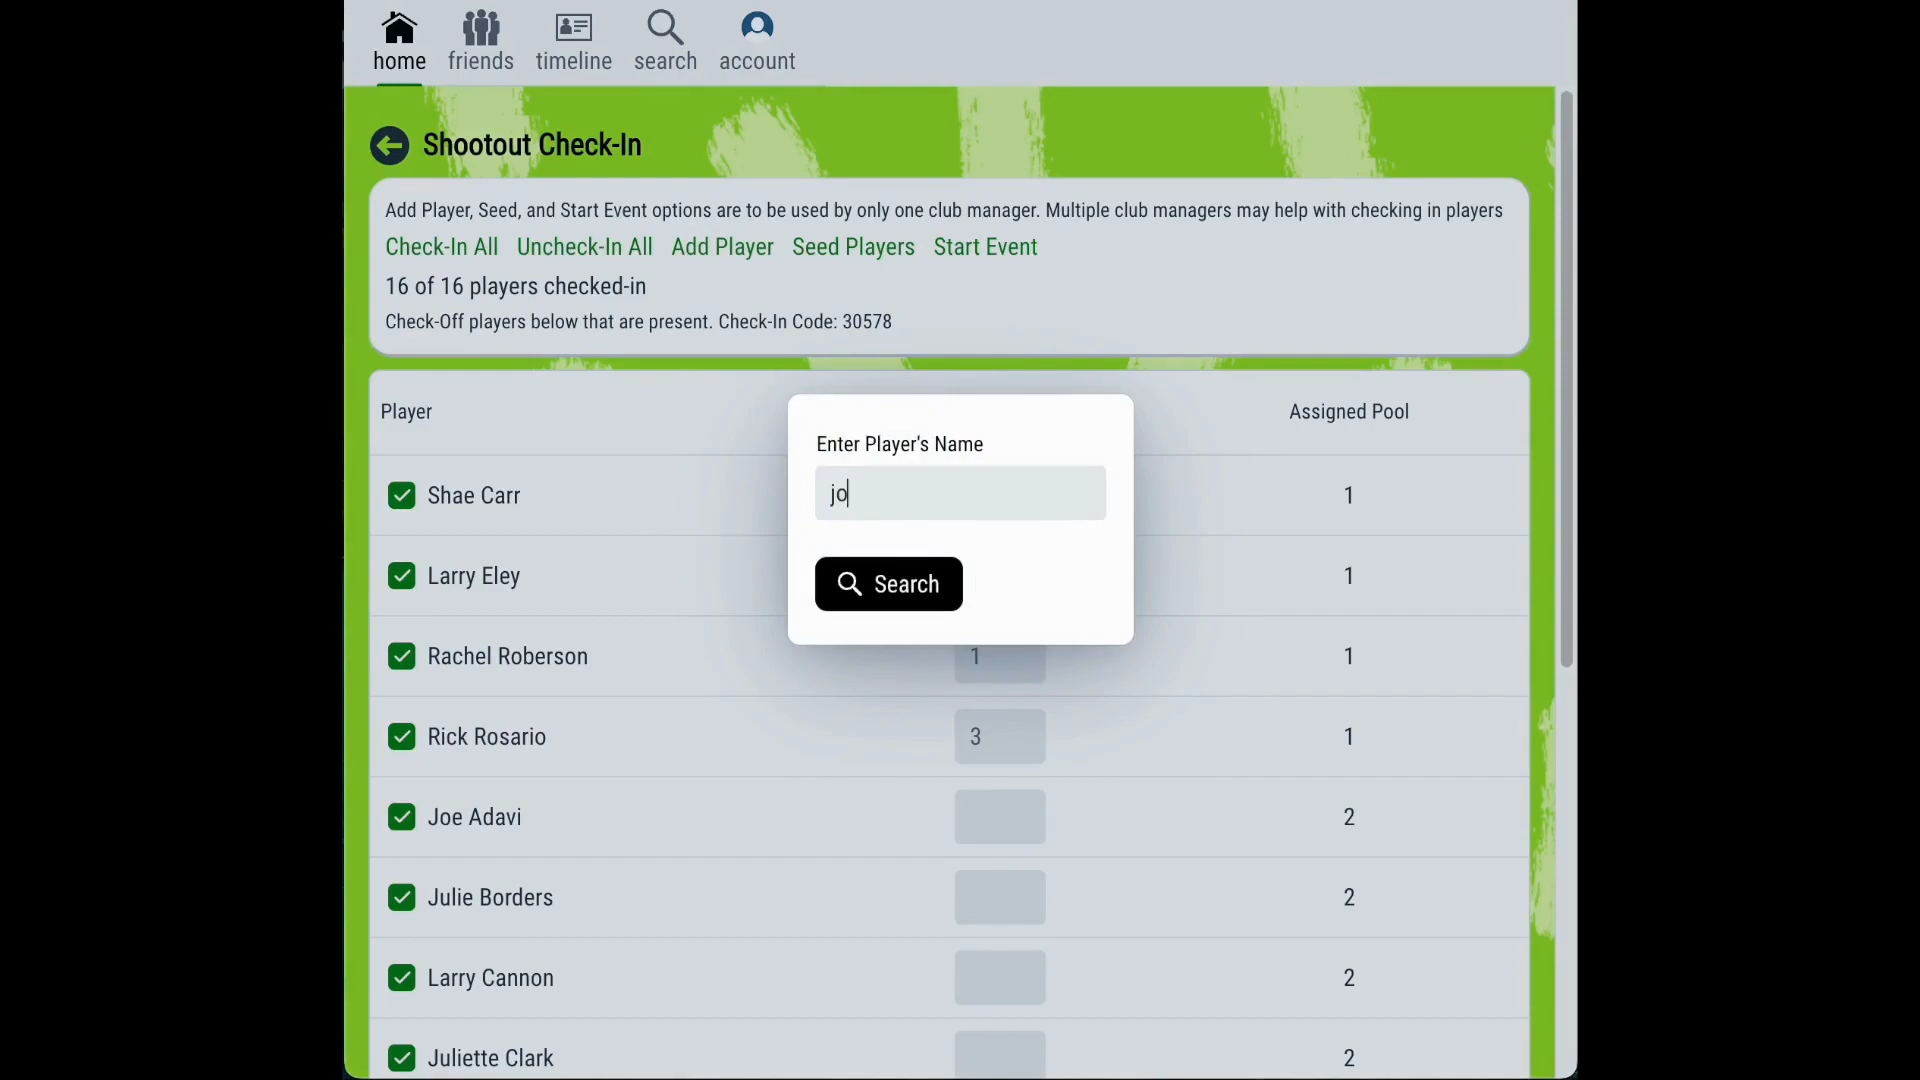 home friends timeline search account
Shootout Check-In
Add Player, Seed, and Start Event options are to be used by only one club manager. Multiple club managers may help with checking in players
Check-In All Uncheck-In All Add Player Seed Players Start Event
16 of 16 players checked-in
Check-Off players below that are present. Check-In Code: 30578
Player Assigned Pool
Enter Player's Name
jo
Search
Shae Carr 1
Larry Eley 1
Rachel Roberson 1 1
Rick Rosario 3 1
Joe Adavi 2
Julie Borders 2
Larry Cannon 2
Juliette Clark 2